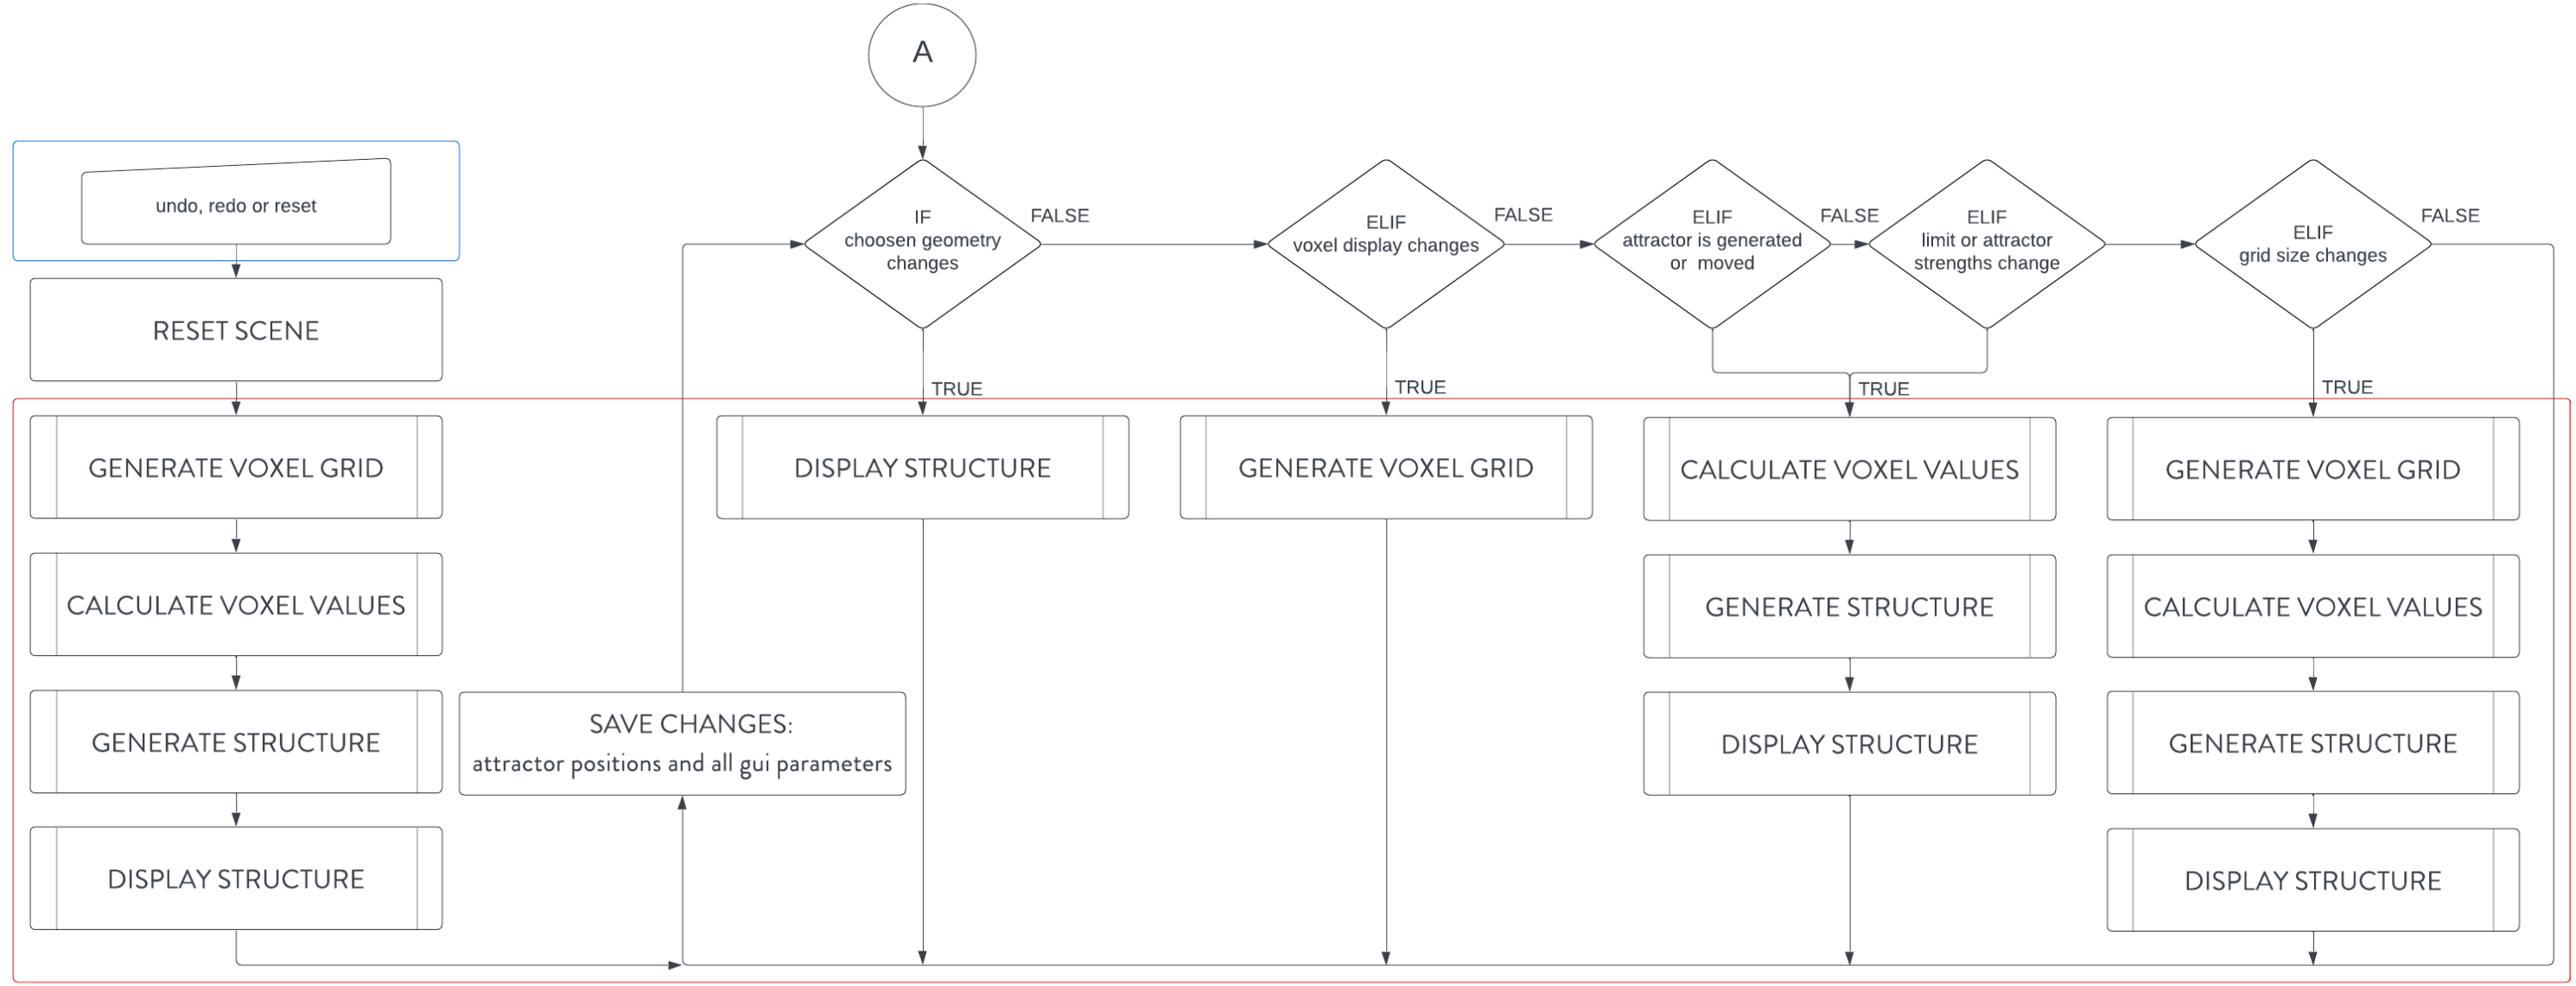 A
undo, redo or reset
RESET SCENE
GENERATE VOXEL GRID
CALCULATE VOXEL VALUES
GENERATE STRUCTURE
DISPLAY STRUCTURE
SAVE CHANGES:
attractor positions and all gui parameters
IF
choosen geometry
changes
FALSE
TRUE
DISPLAY STRUCTURE
ELIF
voxel display changes
FALSE
TRUE
GENERATE VOXEL GRID
ELIF
attractor is generated
or moved
FALSE
ELIF
limit or attractor
strengths change
TRUE
CALCULATE VOXEL VALUES
GENERATE STRUCTURE
DISPLAY STRUCTURE
ELIF
grid size changes
FALSE
TRUE
GENERATE VOXEL GRID
CALCULATE VOXEL VALUES
GENERATE STRUCTURE
DISPLAY STRUCTURE